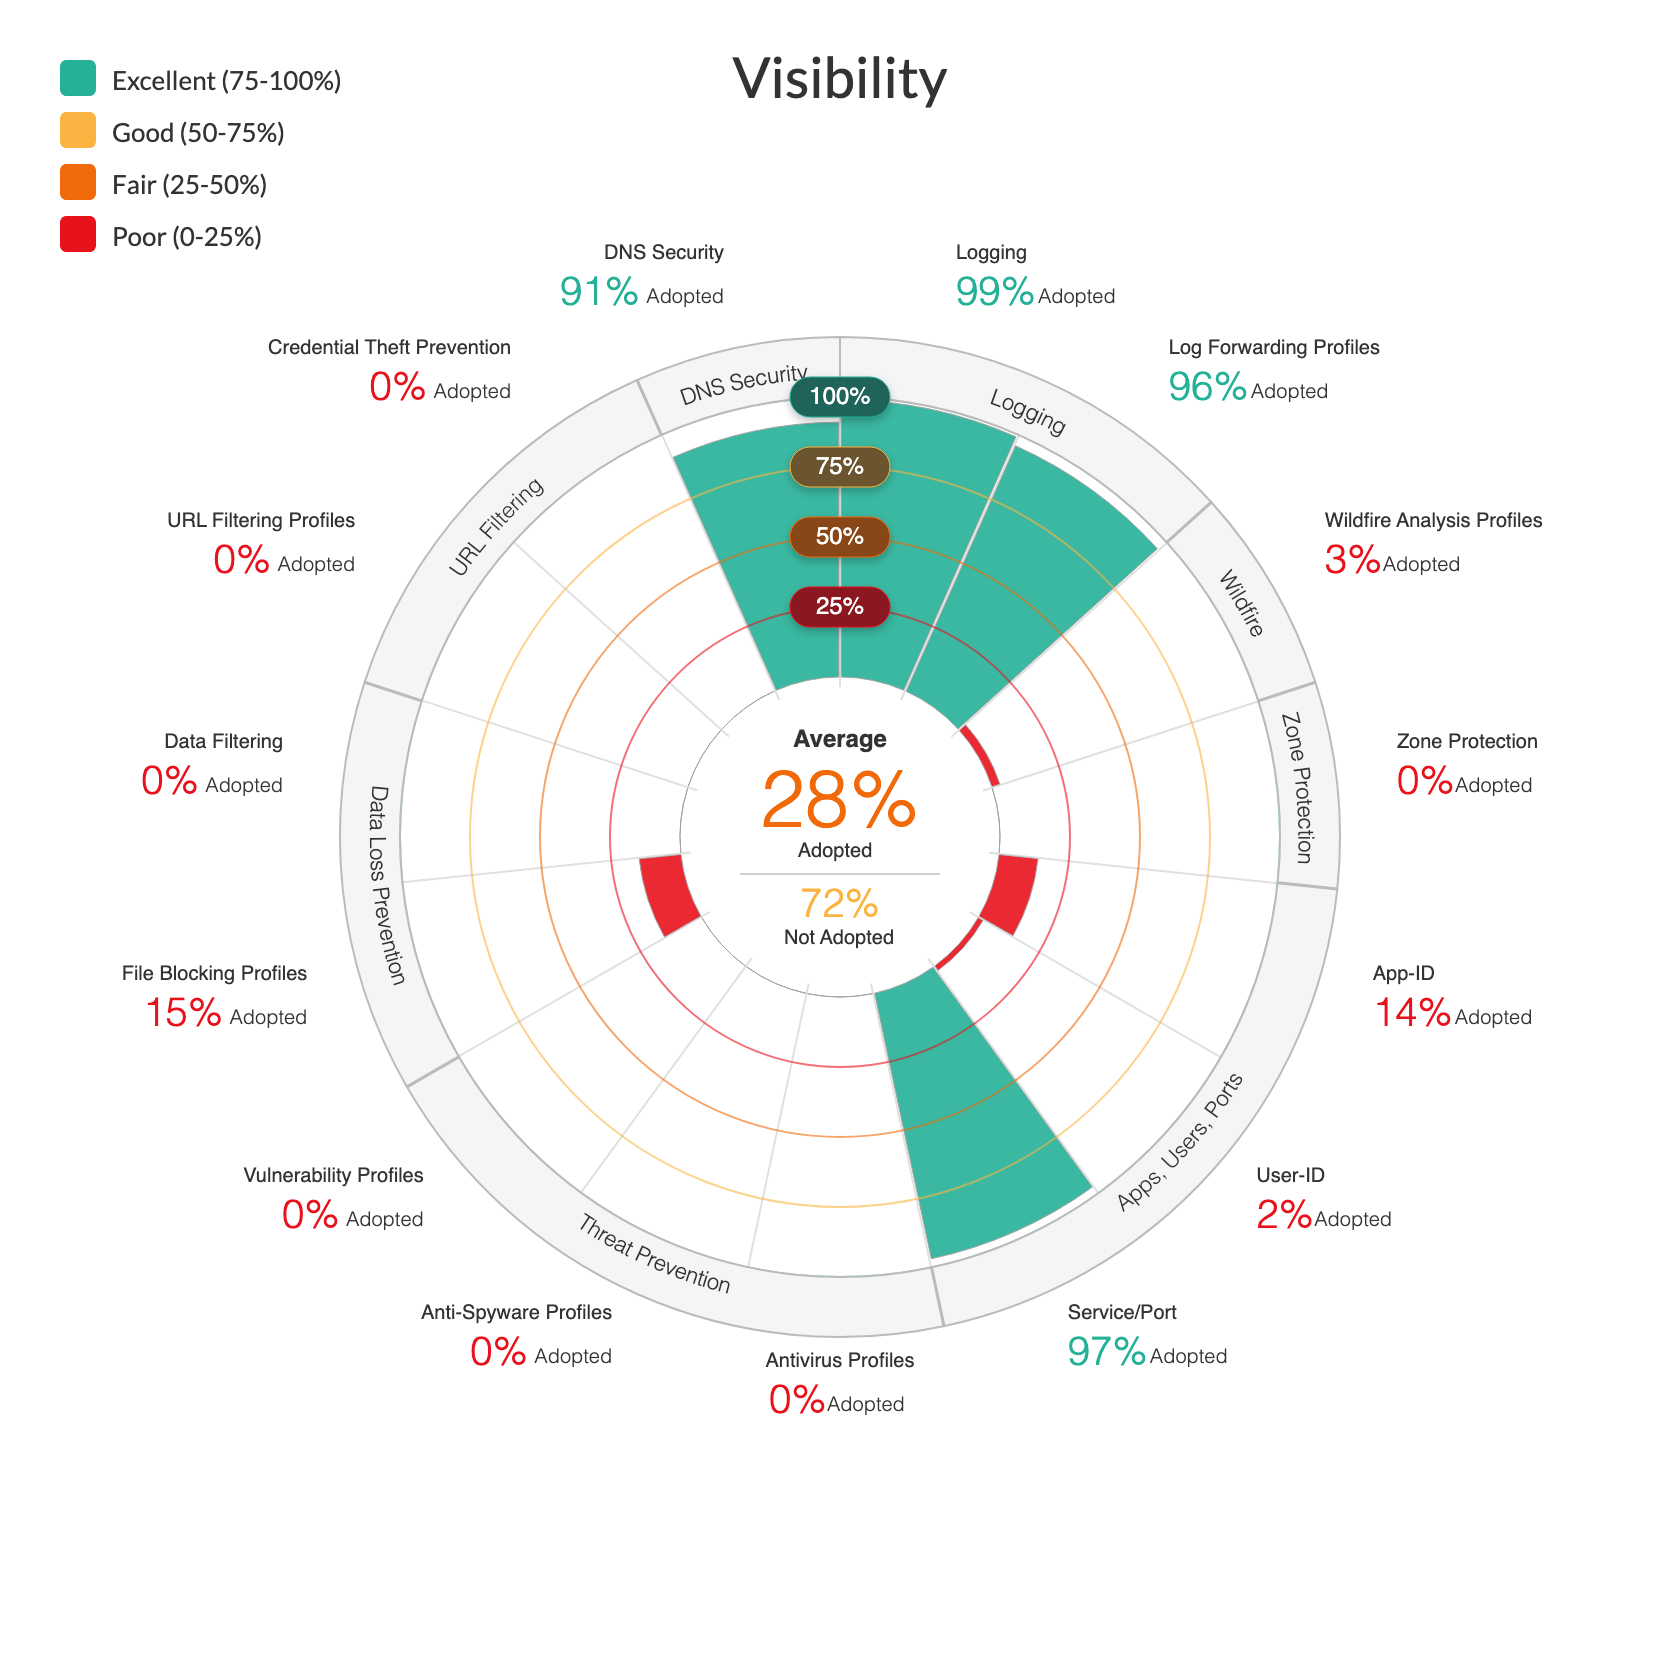 Visibility
Excellent (75-100%)
Good (50-75%)
Fair (25-50%)
Poor (0-25%)
DNS Security
91% Adopted
Logging
99% Adopted
Credential Theft Prevention
0% Adopted
Log Forwarding Profiles
96% Adopted
URL Filtering Profiles
0% Adopted
Wildfire Analysis Profiles
3% Adopted
Data Filtering
0% Adopted
Zone Protection
0% Adopted
File Blocking Profiles
15% Adopted
App-ID
14% Adopted
Vulnerability Profiles
0% Adopted
User-ID
2% Adopted
Anti-Spyware Profiles
0% Adopted
Service/Port
97% Adopted
Antivirus Profiles
0% Adopted
DNS Security
Logging
Wildfire
Zone Protection
Apps, Users, Ports
Threat Prevention
Data Loss Prevention
URL Filtering
100%
75%
50%
25%
Average
28%
Adopted
72%
Not Adopted